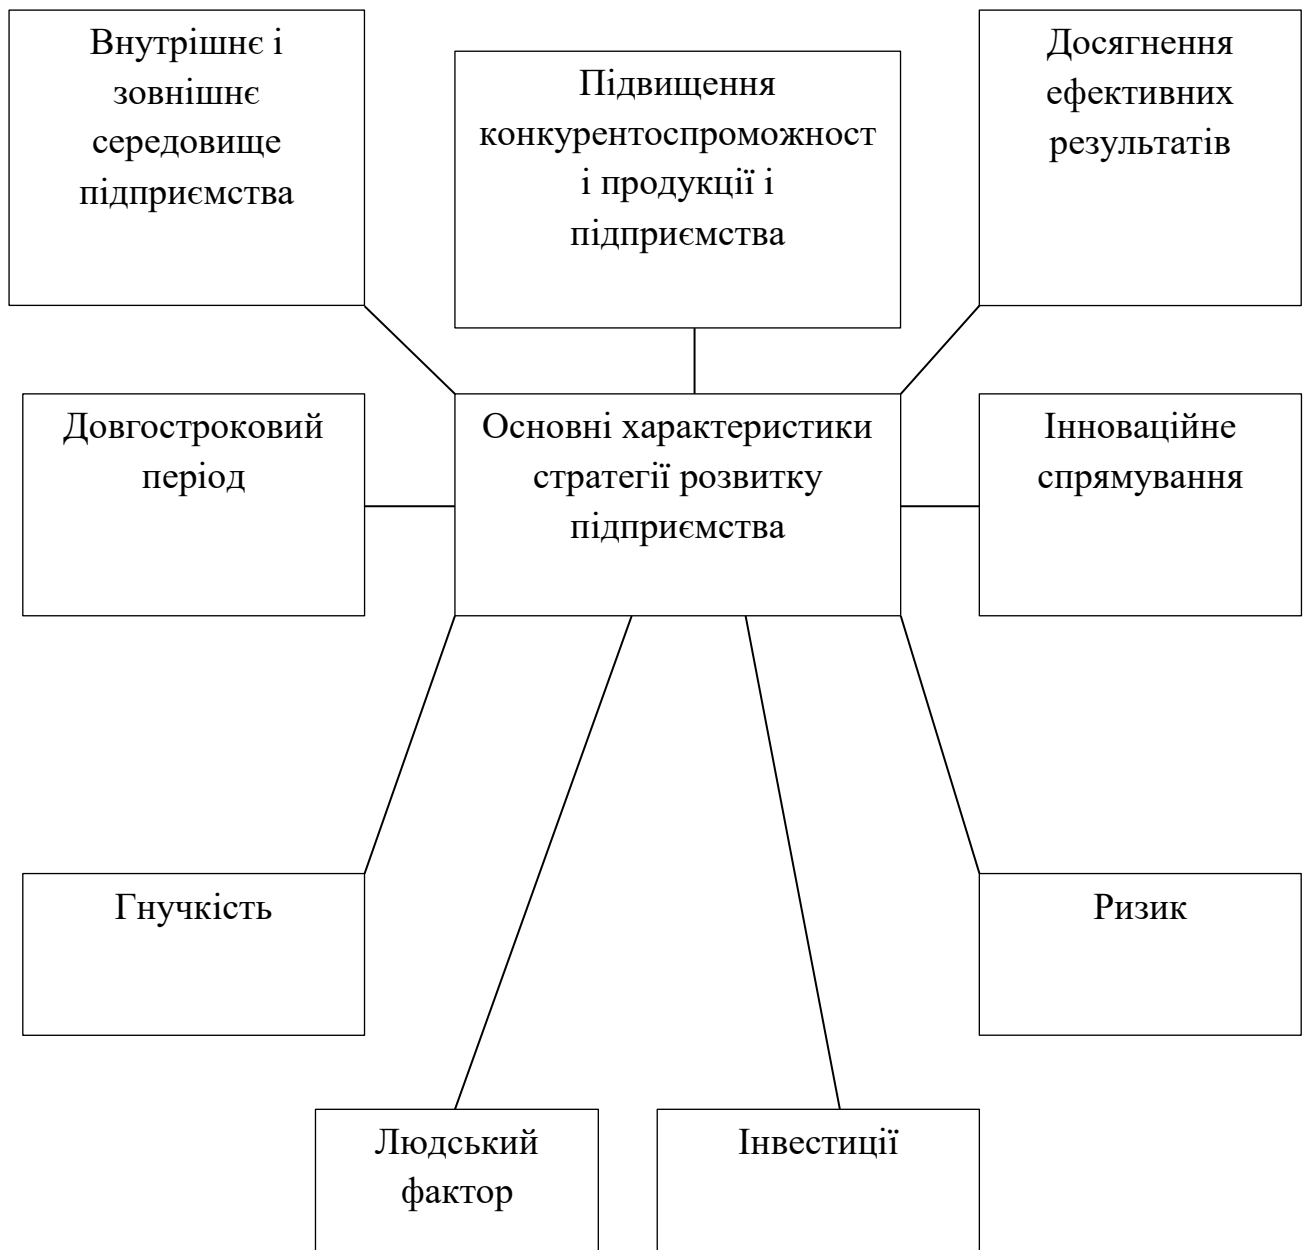 Внутрішнє і
зовнішнє
середовище
підприємства
Підвищення
конкурентоспроможност
і продукції і
підприємства
Досягнення
ефективних
результатів
Довгостроковий
період
Основні характеристики
стратегії розвитку
підприємства
Інноваційне
спрямування
Гнучкість
Ризик
Людський
фактор
Інвестиції